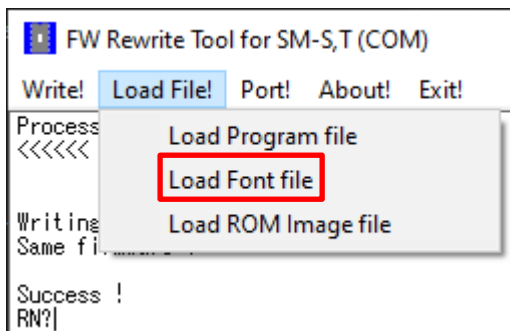 FW Rewrite Tool for SM-S,T (COM)
Write! Load File! Port! About! Exit!
Process
Load Program file
<<<<<<
Load Font file
Writing
Load ROM Image file
Same fi
Success !
RN?